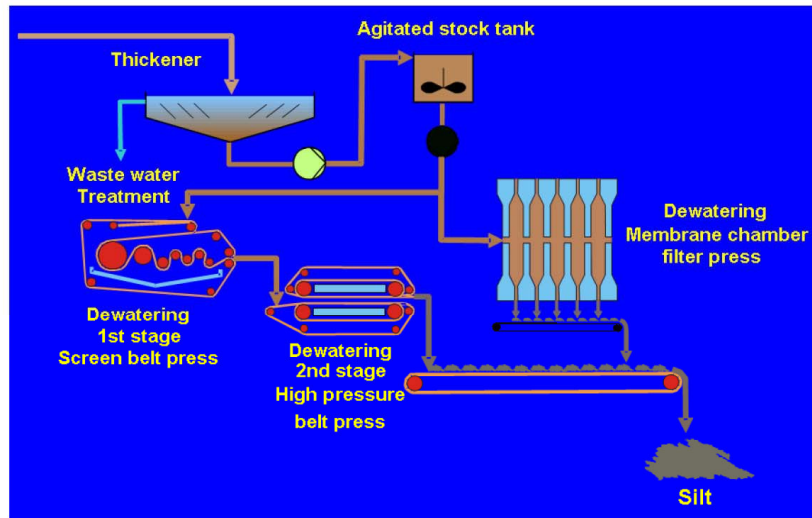 Agitated stock tank
Thickener
Waste water
Treatment
Dewatering
Membrane chamber
filter press
Dewatering
1st stage
Screen belt press
Dewatering
2nd stage
High pressure
belt press
Silt